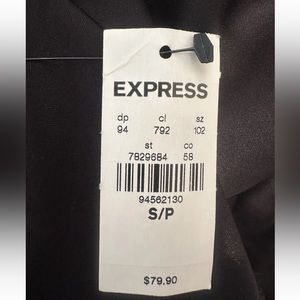 EXPRESS
dp cl sz
94 792 102
st co
7829684 58
94562130
S/P
$79.90